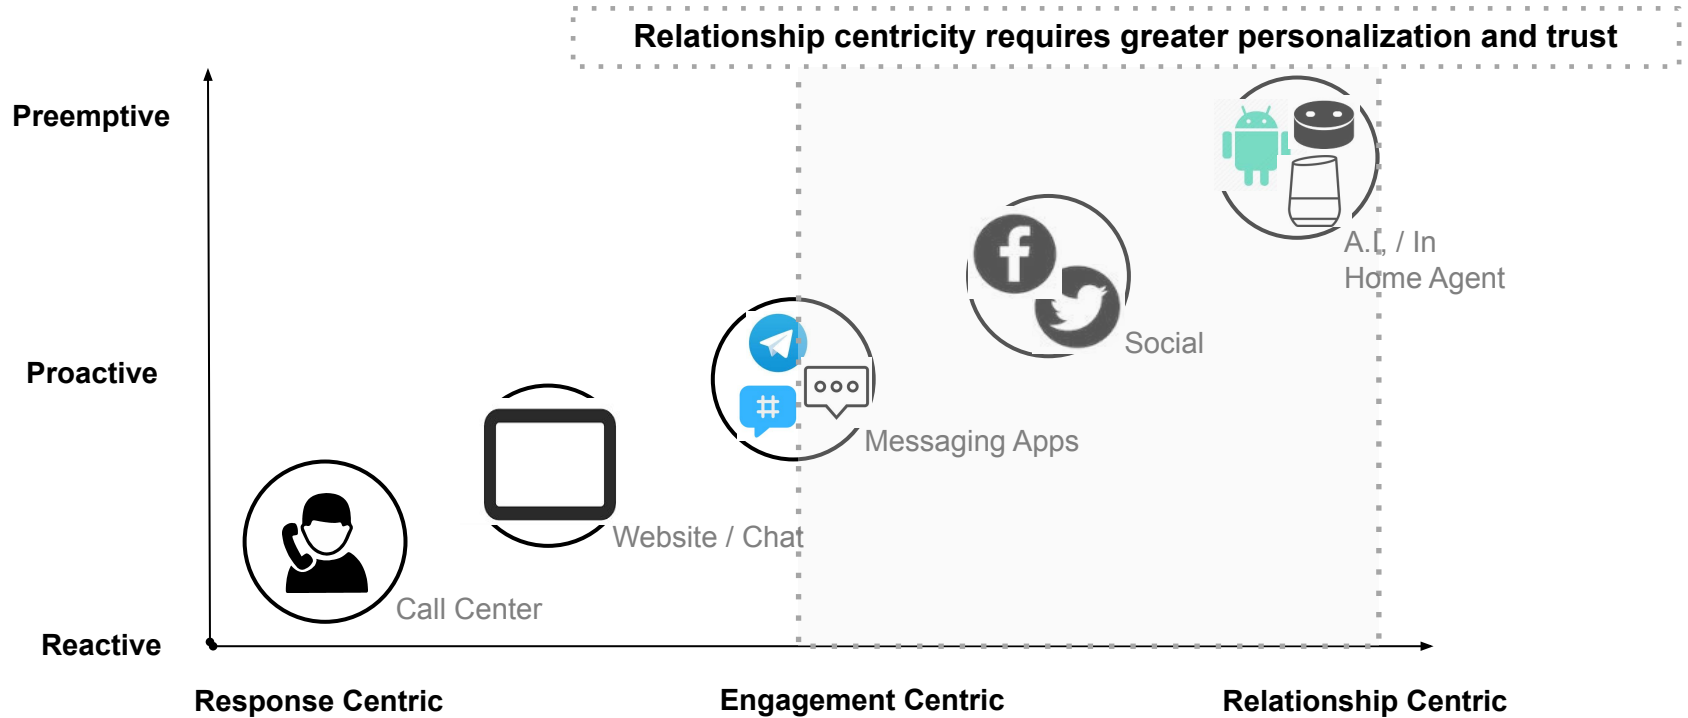 Relationship centricity requires greater personalization and trust
Preemptive
A.I, / In
Home Agent
Social
Proactive
Messaging Apps
Website / Chat
Call Center
Reactive
Response Centric
Engagement Centric
Relationship Centric